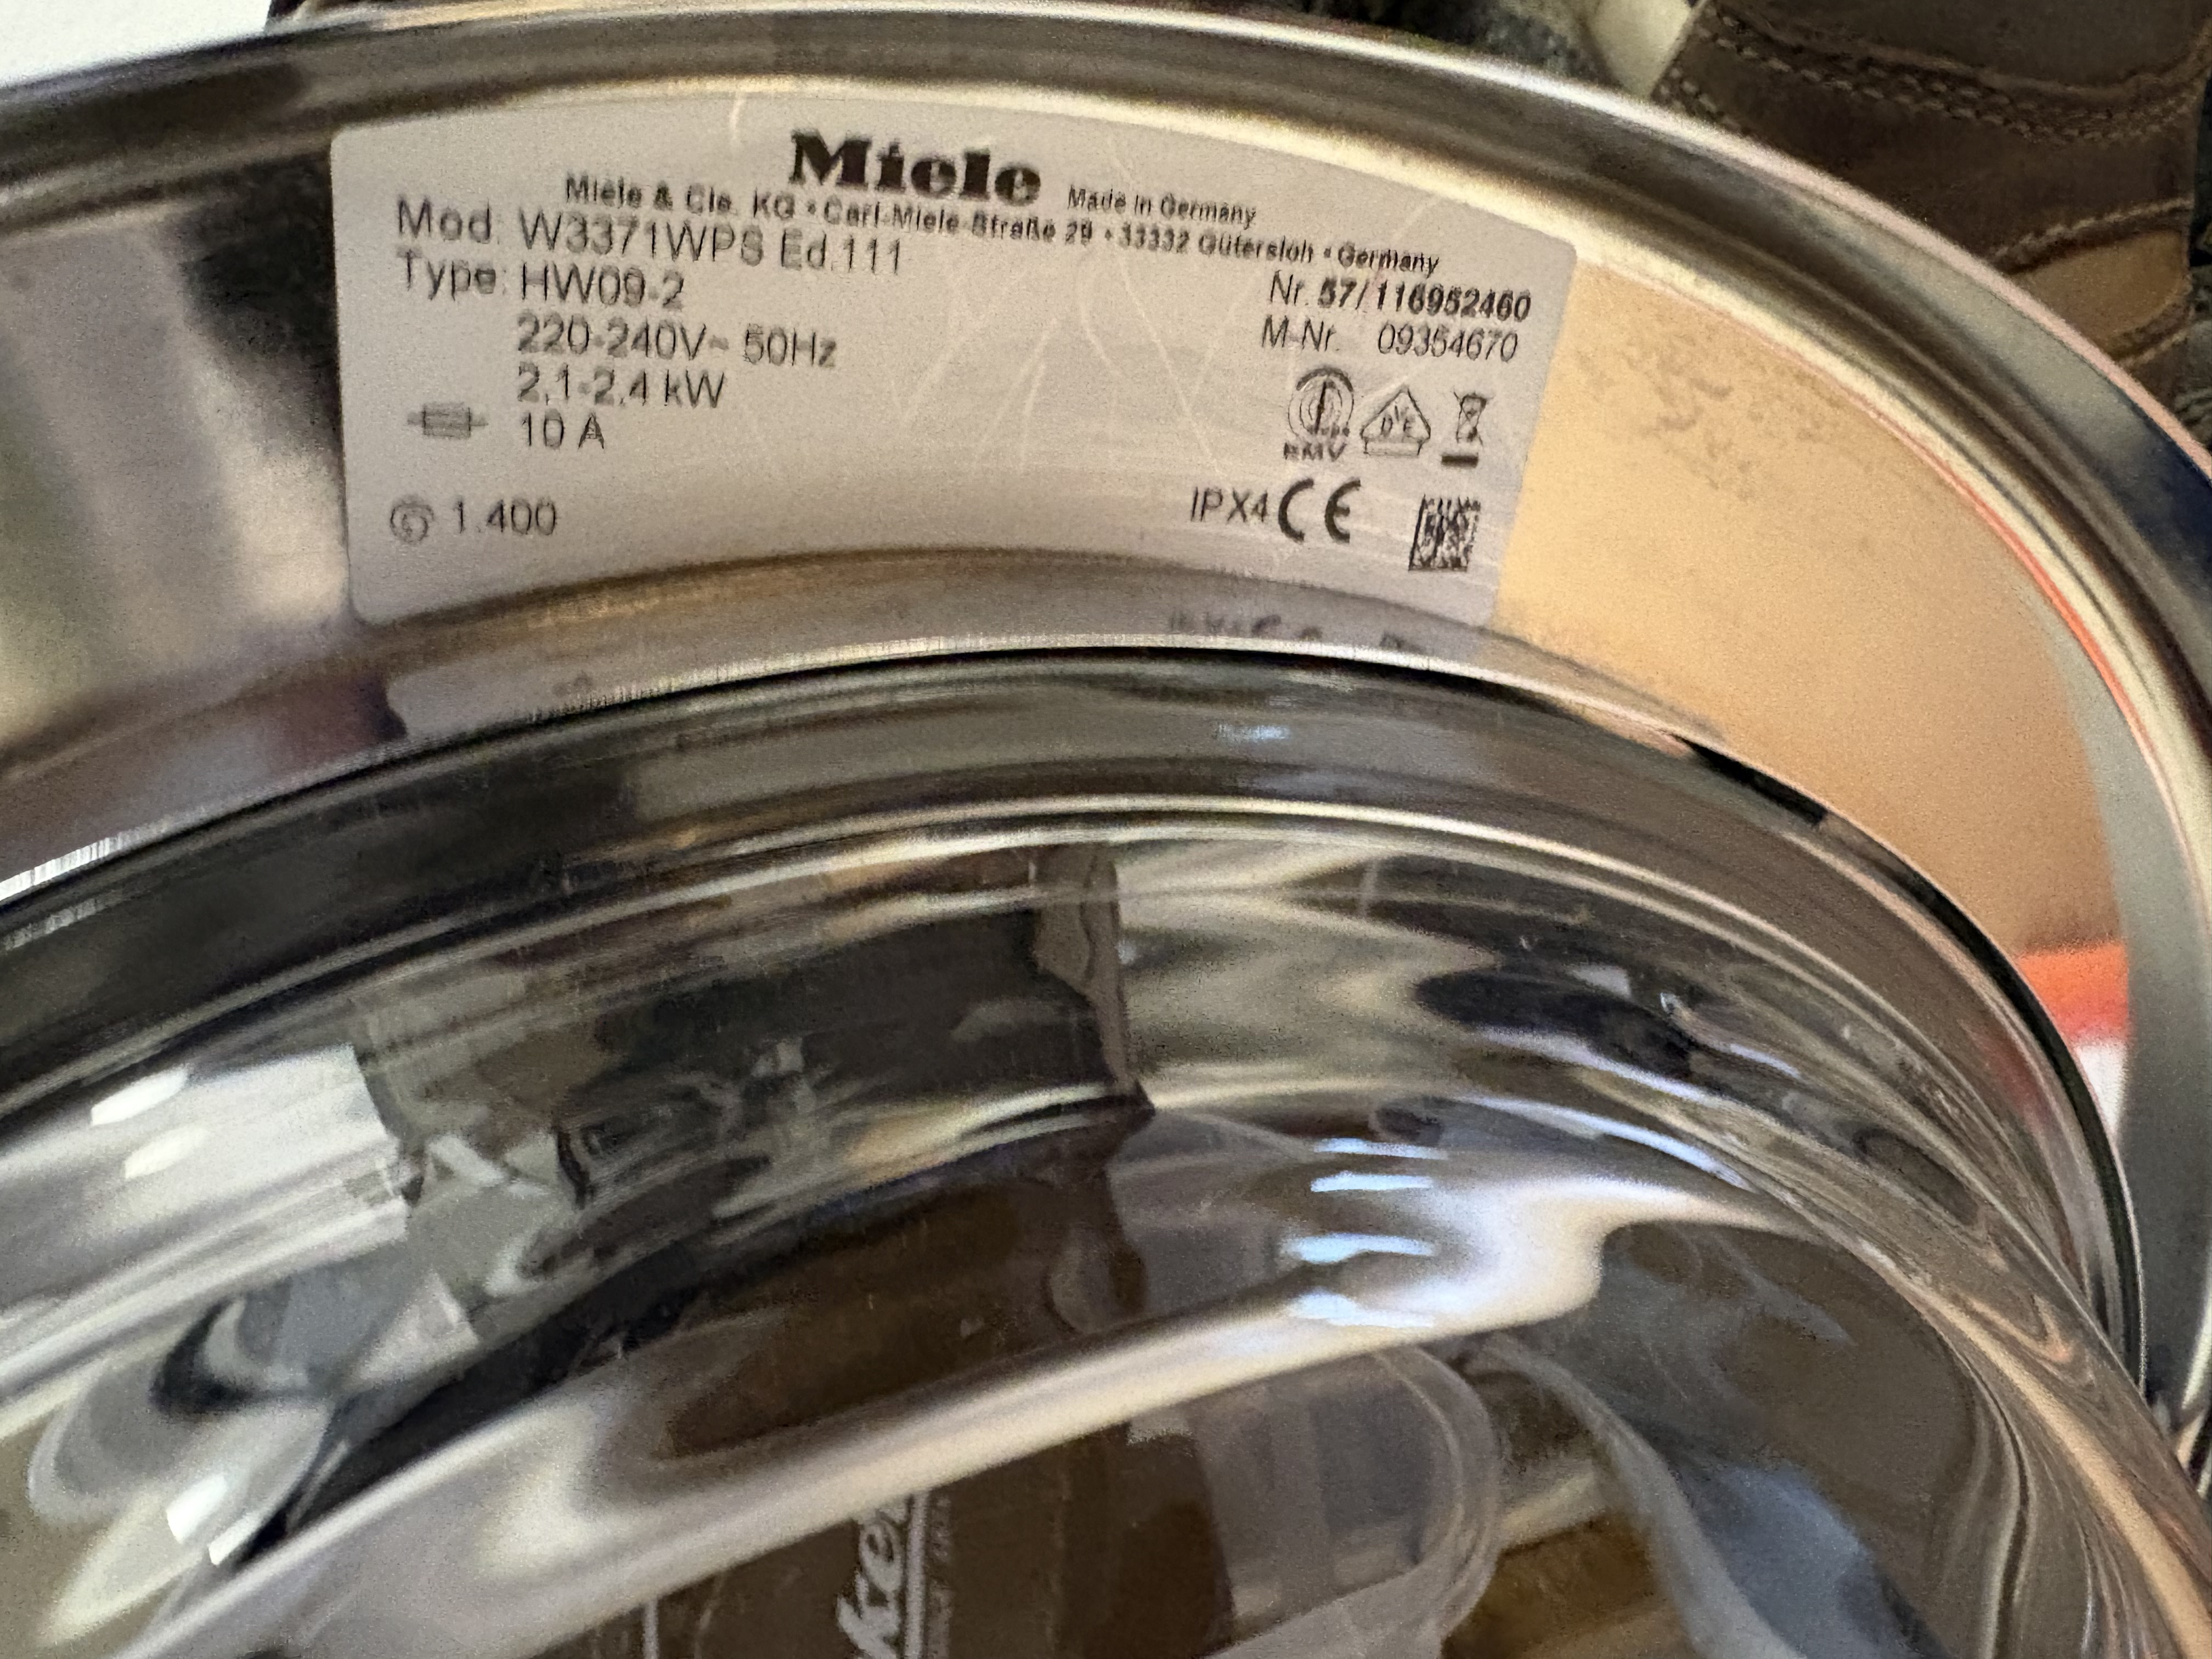 Miele
Made in Germany
Miele & Cie. KG • Carl-Miele-Straße 29 • 33332 Gütersloh • Germany
Mod: W3371WPS Ed.111
Type: HW09-2
Nr. 57/116952460
220-240V~ 50Hz
M-Nr. 09354670
2,1-2,4 kW
10 A
VDE
EMV
1.400
IPX4 CE